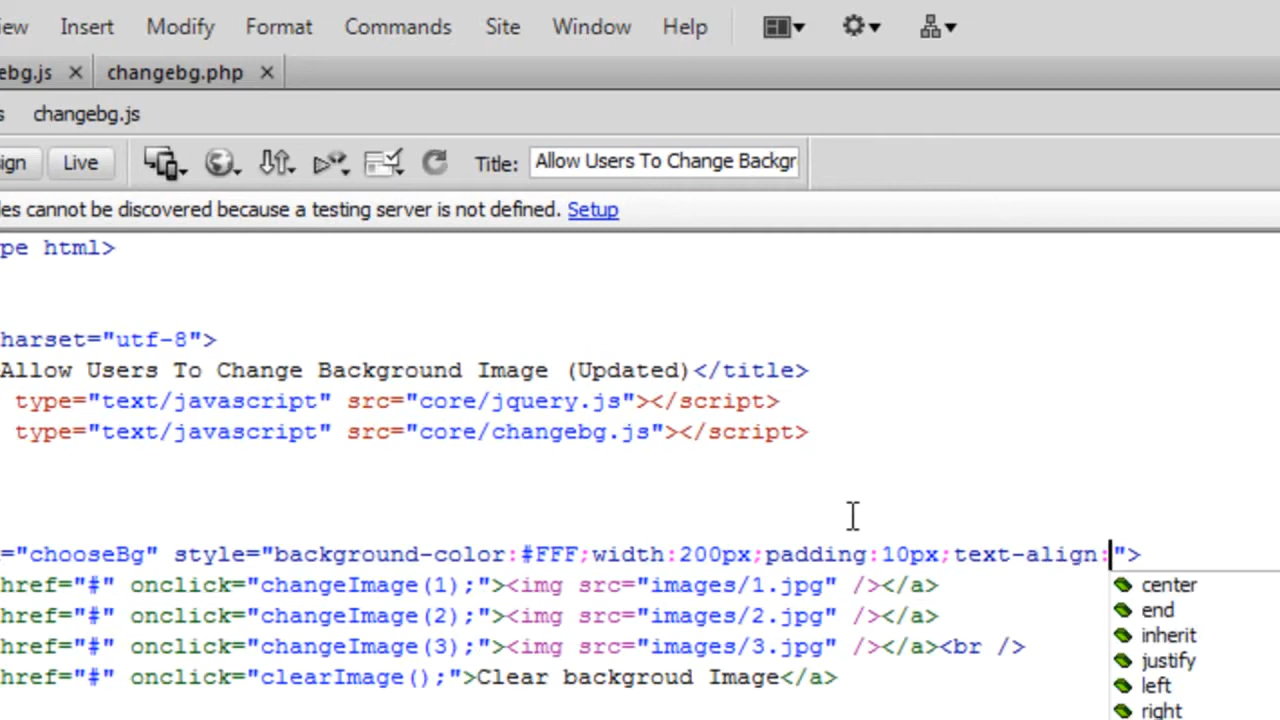 iew Insert Modify Format Commands Site Window Help
ebg.js changebg.php
s changebg.js
ign Live Title: Allow Users To Change Backgr
les cannot be discovered because a testing server is not defined. Setup
pe html>
harset="utf-8">
Allow Users To Change Background Image (Updated)</title>
type="text/javascript" src="core/jquery.js"></script>
type="text/javascript" src="core/changebg.js"></script>
="chooseBg" style="background-color:#FFF;width:200px;padding:10px;text-align:">
href="#" onclick="changeImage(1);"><img src="images/1.jpg" /></a>
href="#" onclick="changeImage(2);"><img src="images/2.jpg" /></a>
href="#" onclick="changeImage(3);"><img src="images/3.jpg" /></a><br />
href="#" onclick="clearImage();">Clear backgroud Image</a>
center
end
inherit
justify
left
right